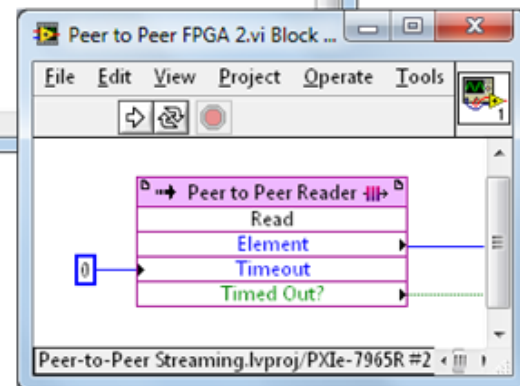 Peer to Peer FPGA 2.vi Block ...
File Edit View Project Operate Tools
1
Peer to Peer Reader
Read
Element
0 Timeout
Timed Out?
Peer-to-Peer Streaming.lvproj/PXIe-7965R #2